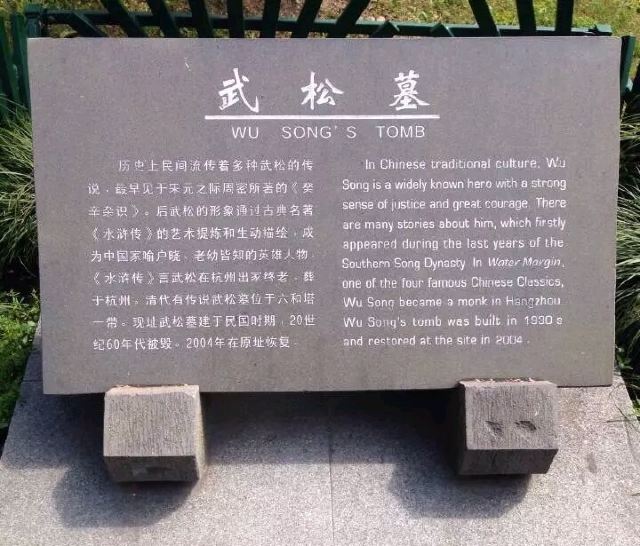 武松墓
WU SONG'S TOMB
历史上民间流传着多种武松的传
说，最早见于宋元之际周密所著的《癸
辛杂识》。后武松的形象通过古典名著
《水浒传》的艺术提炼和生动描绘，成
为中国家喻户晓、老幼皆知的英雄人物。
《水浒传》言武松在杭州出家终老，葬
于杭州。清代有传说武松墓位于六和塔
一带。现址武松墓建于民国时期，20世
纪60年代被毁。2004年在原址恢复。
In Chinese traditional culture, Wu
Song is a widely known hero with a strong
sense of justice and great courage. There
are many stories about him, which firstly
appeared during the last years of the
Southern Song Dynasty. In Water Margin,
one of the four famous Chinese Classics,
Wu Song became a monk in Hangzhou.
Wu Song's tomb was built in 1930's
and restored at the site in 2004.